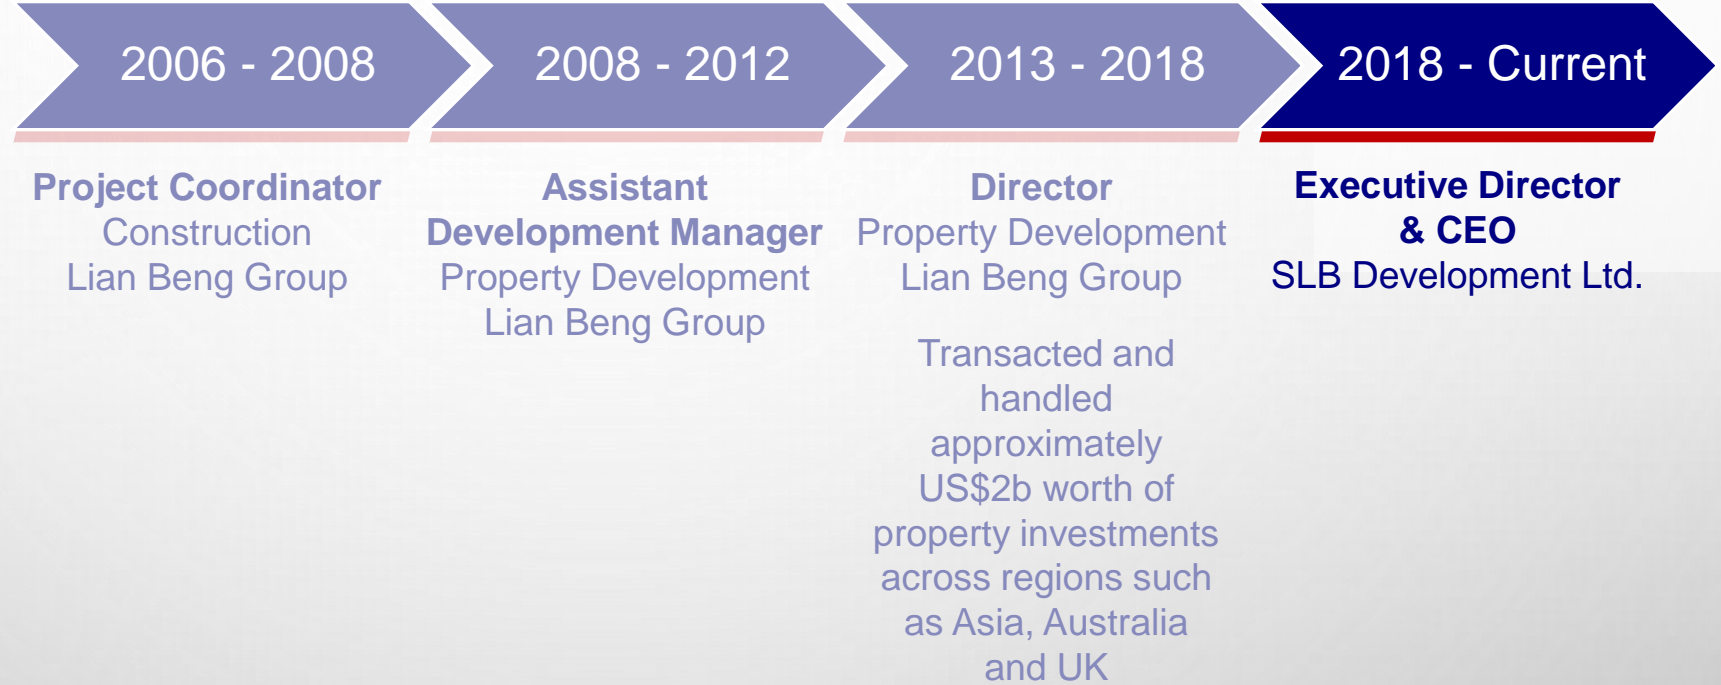 2006 - 2008
2008 - 2012
2013 - 2018
2018 - Current
Project Coordinator
Construction
Lian Beng Group
Assistant
Development Manager
Property Development
Lian Beng Group
Director
Property Development
Lian Beng Group
Transacted and
handled
approximately
US$2b worth of
property investments
across regions such
as Asia, Australia
and UK
Executive Director
& CEO
SLB Development Ltd.